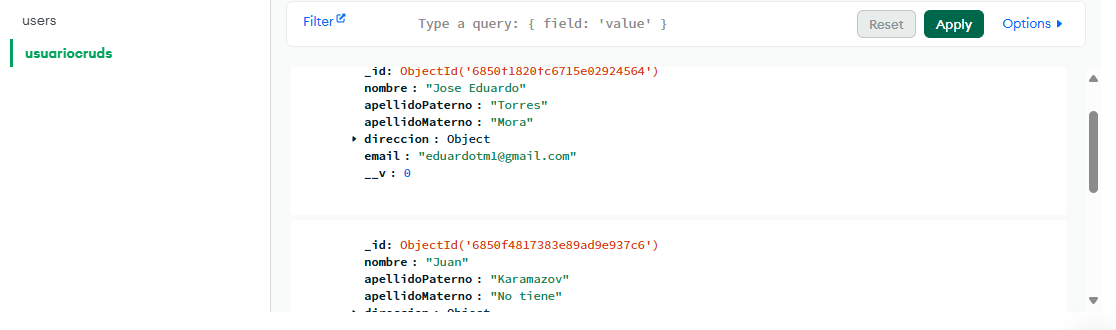 users
usuariocruds
Filter
Type a query: { field: 'value' }
Reset
Apply
Options
_id: ObjectId('6850f1820fc6715e02924564')
nombre : "Jose Eduardo"
apellidoPaterno : "Torres"
apellidoMaterno : "Mora"
direccion : Object
email : "eduardotm1@gmail.com"
__v : 0
_id: ObjectId('6850f4817383e89ad9e937c6')
nombre : "Juan"
apellidoPaterno : "Karamazov"
apellidoMaterno : "No tiene"
direccion : Object